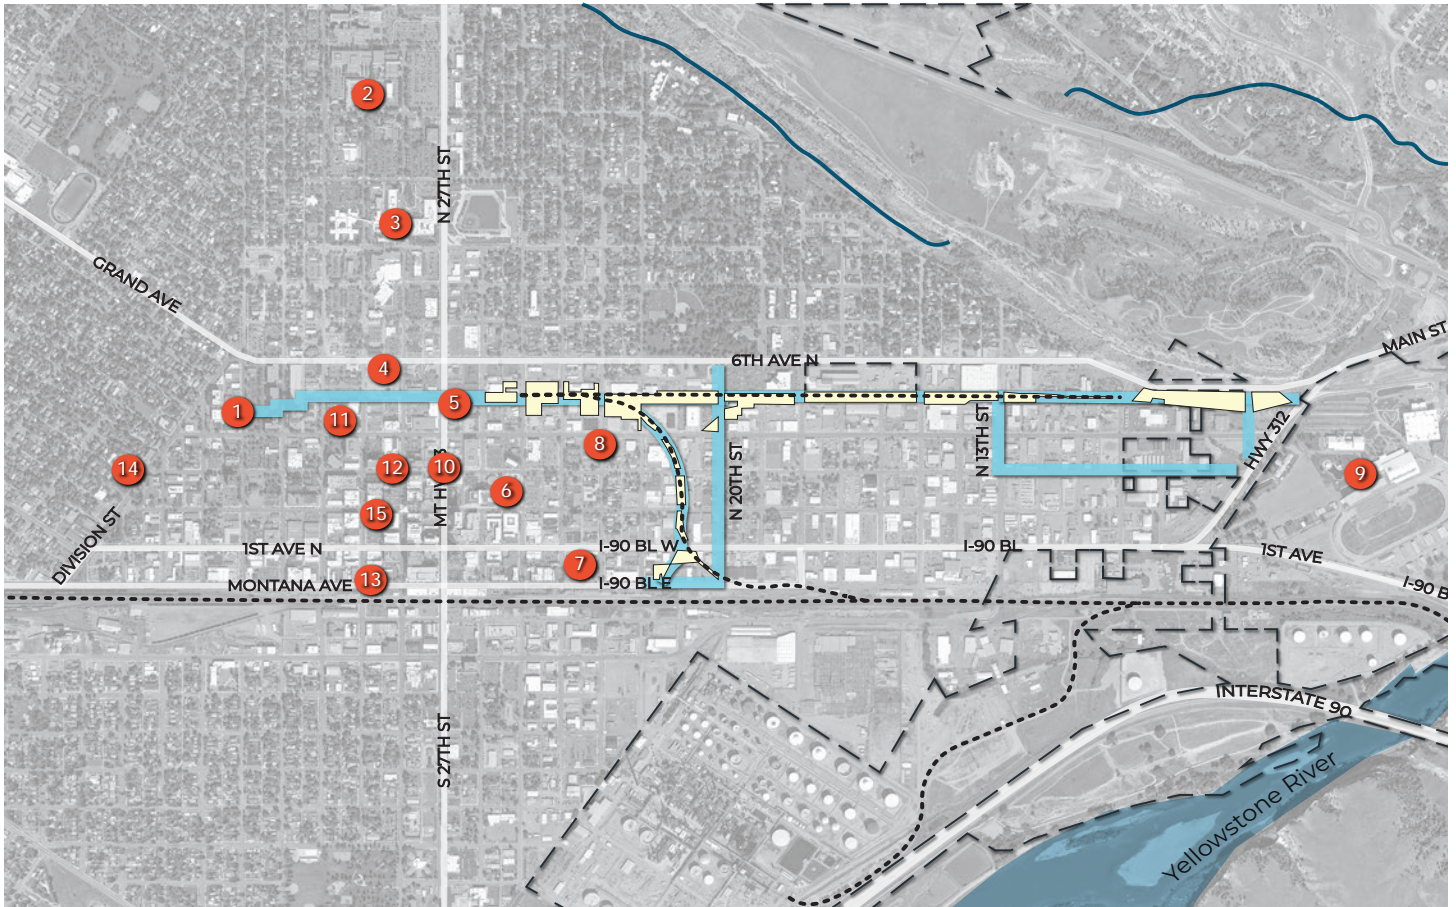 2
N 27TH ST
3
GRAND AVE
MAIN ST
6TH AVE N
4
1
5
11
8
N 13TH ST
HWY 312
14
12
10
MT HWY 3
N 20TH ST
9
6
15
DIVISION ST
1ST AVE N
I-90 BL W
I-90 BL
1ST AVE
7
MONTANA AVE
13
I-90 BL E
I-90 B
INTERSTATE 90
S 27TH ST
Yellowstone River